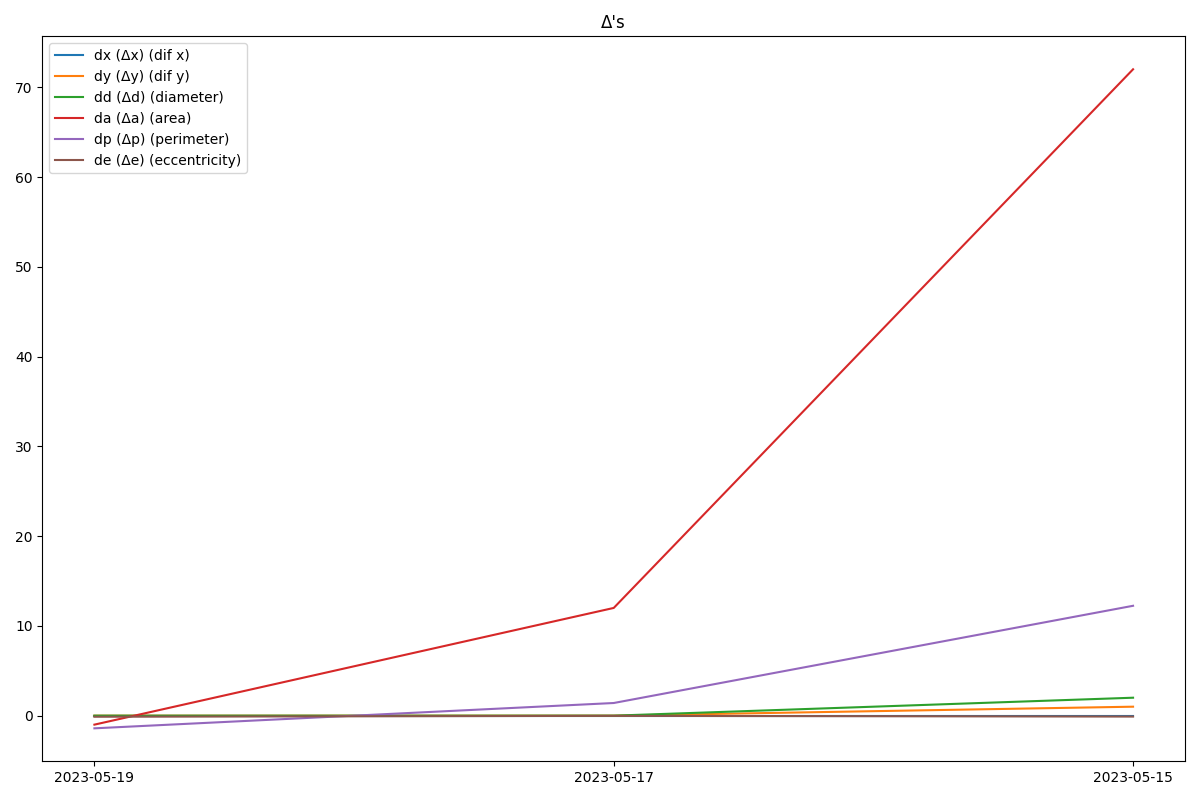 Δ's
dx (Δx) (dif x)
dy (Δy) (dif y)
dd (Δd) (diameter)
da (Δa) (area)
dp (Δp) (perimeter)
de (Δe) (eccentricity)
70
60
50
40
30
20
10
0
2023-05-19 2023-05-17 2023-05-15